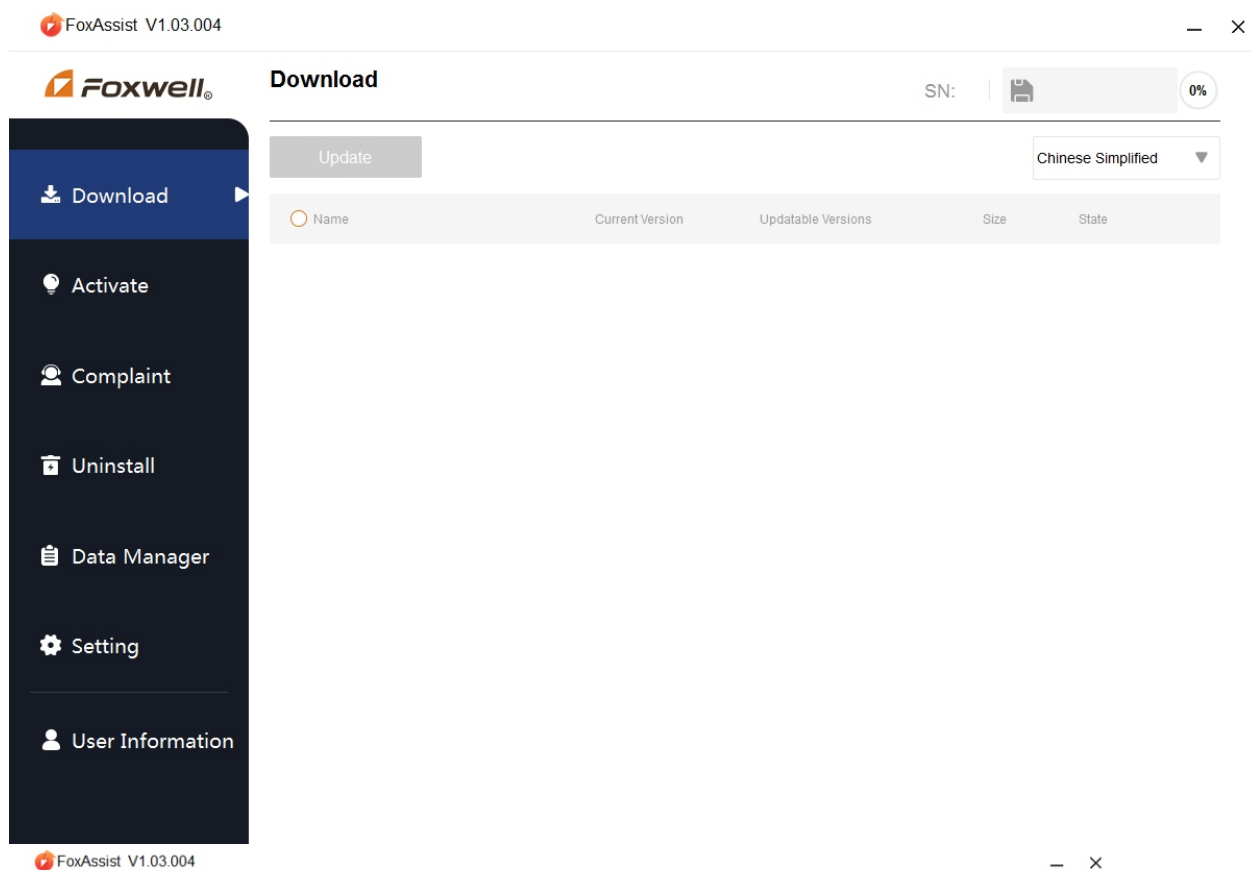 FoxAssist V1.03.004
FOXWELL®
Download
SN:
0%
Update
Chinese Simplified
Download
Name
Current Version
Updatable Versions
Size
State
Activate
Complaint
Uninstall
Data Manager
Setting
User Information
FoxAssist V1.03.004